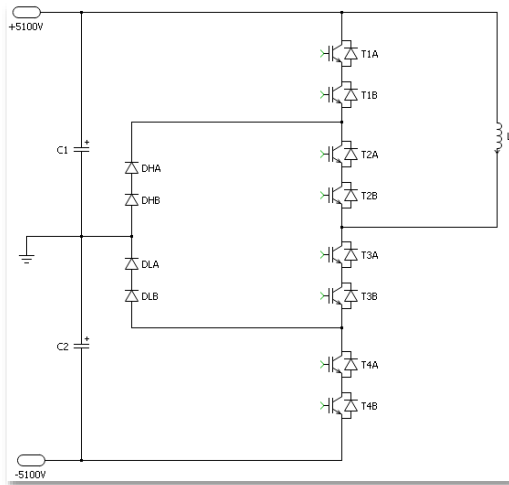 +5100V
T1A
T1B
C1
L
T2A
DHA
T2B
DHB
T3A
DLA
T3B
DLB
C2
T4A
T4B
-5100V